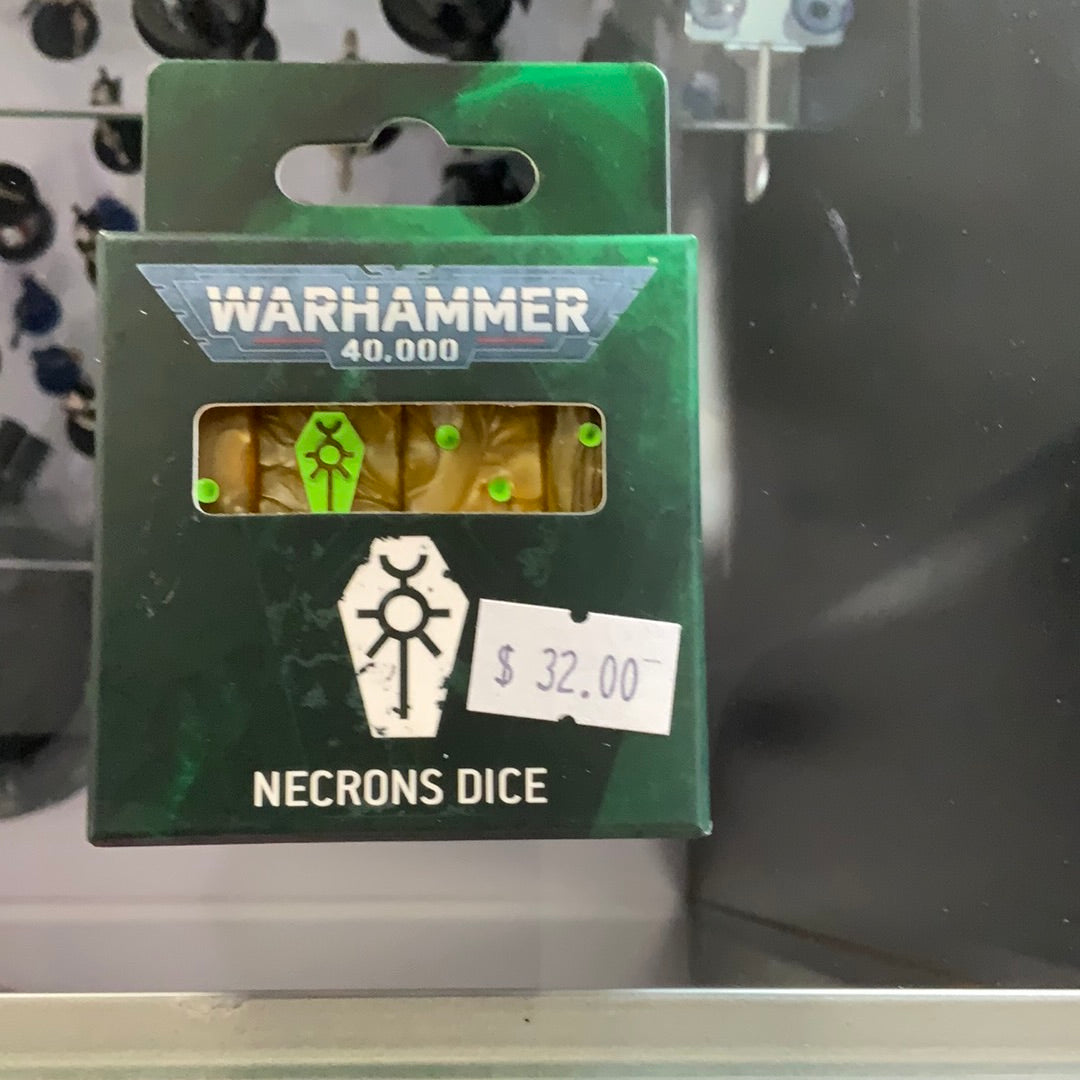 WARHAMMER
40,000
$ 32.00
NECRONS DICE